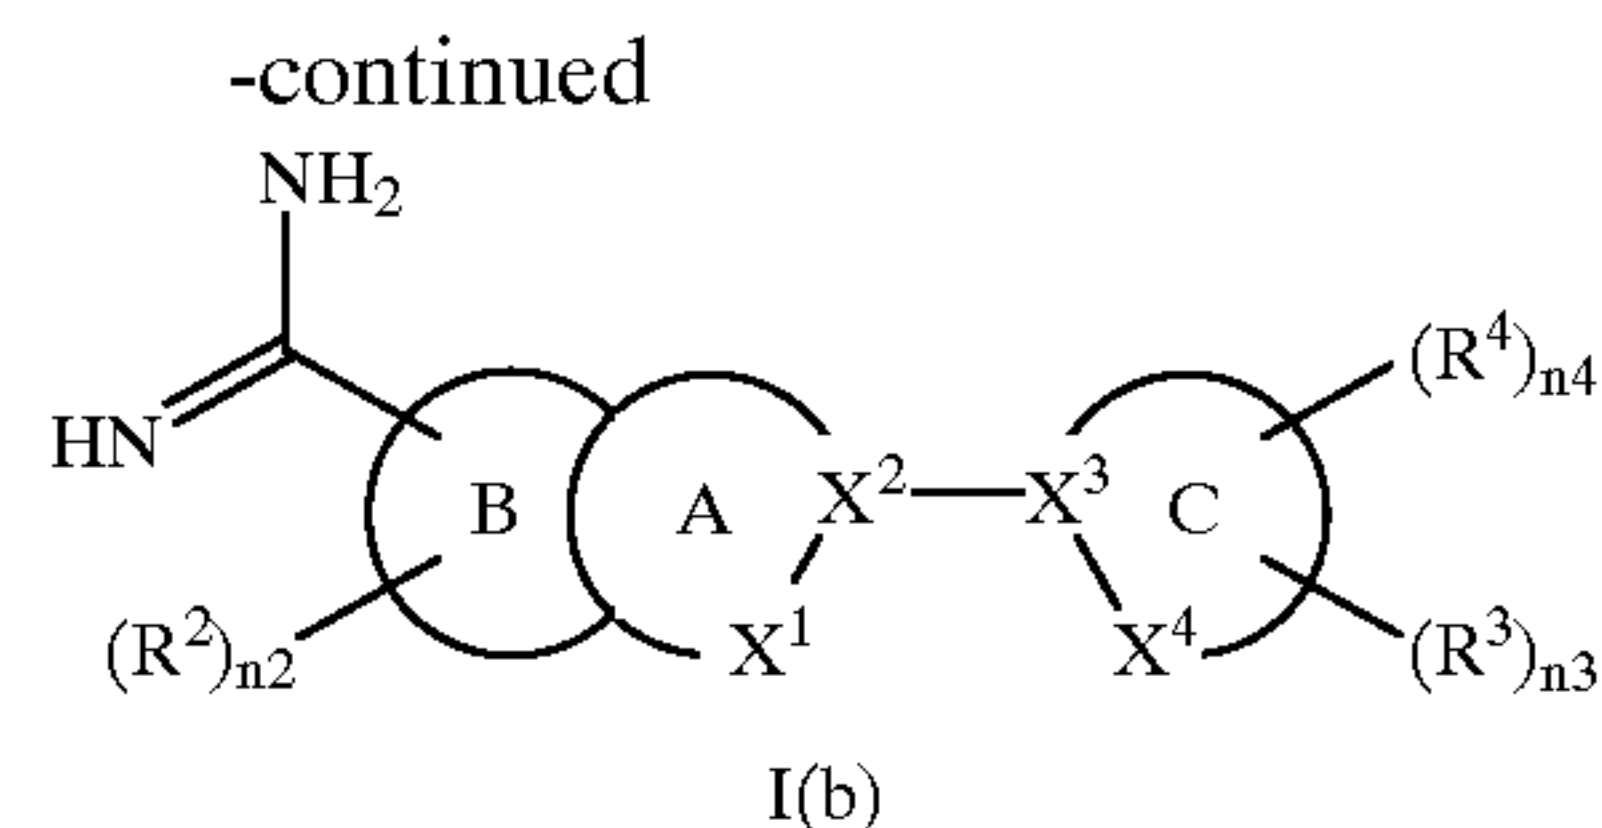 -continued
NH₂
HN
B
A
X²
X³
C
X¹
X⁴
(R⁴)n4
(R²)n2
(R³)n3
I(b)